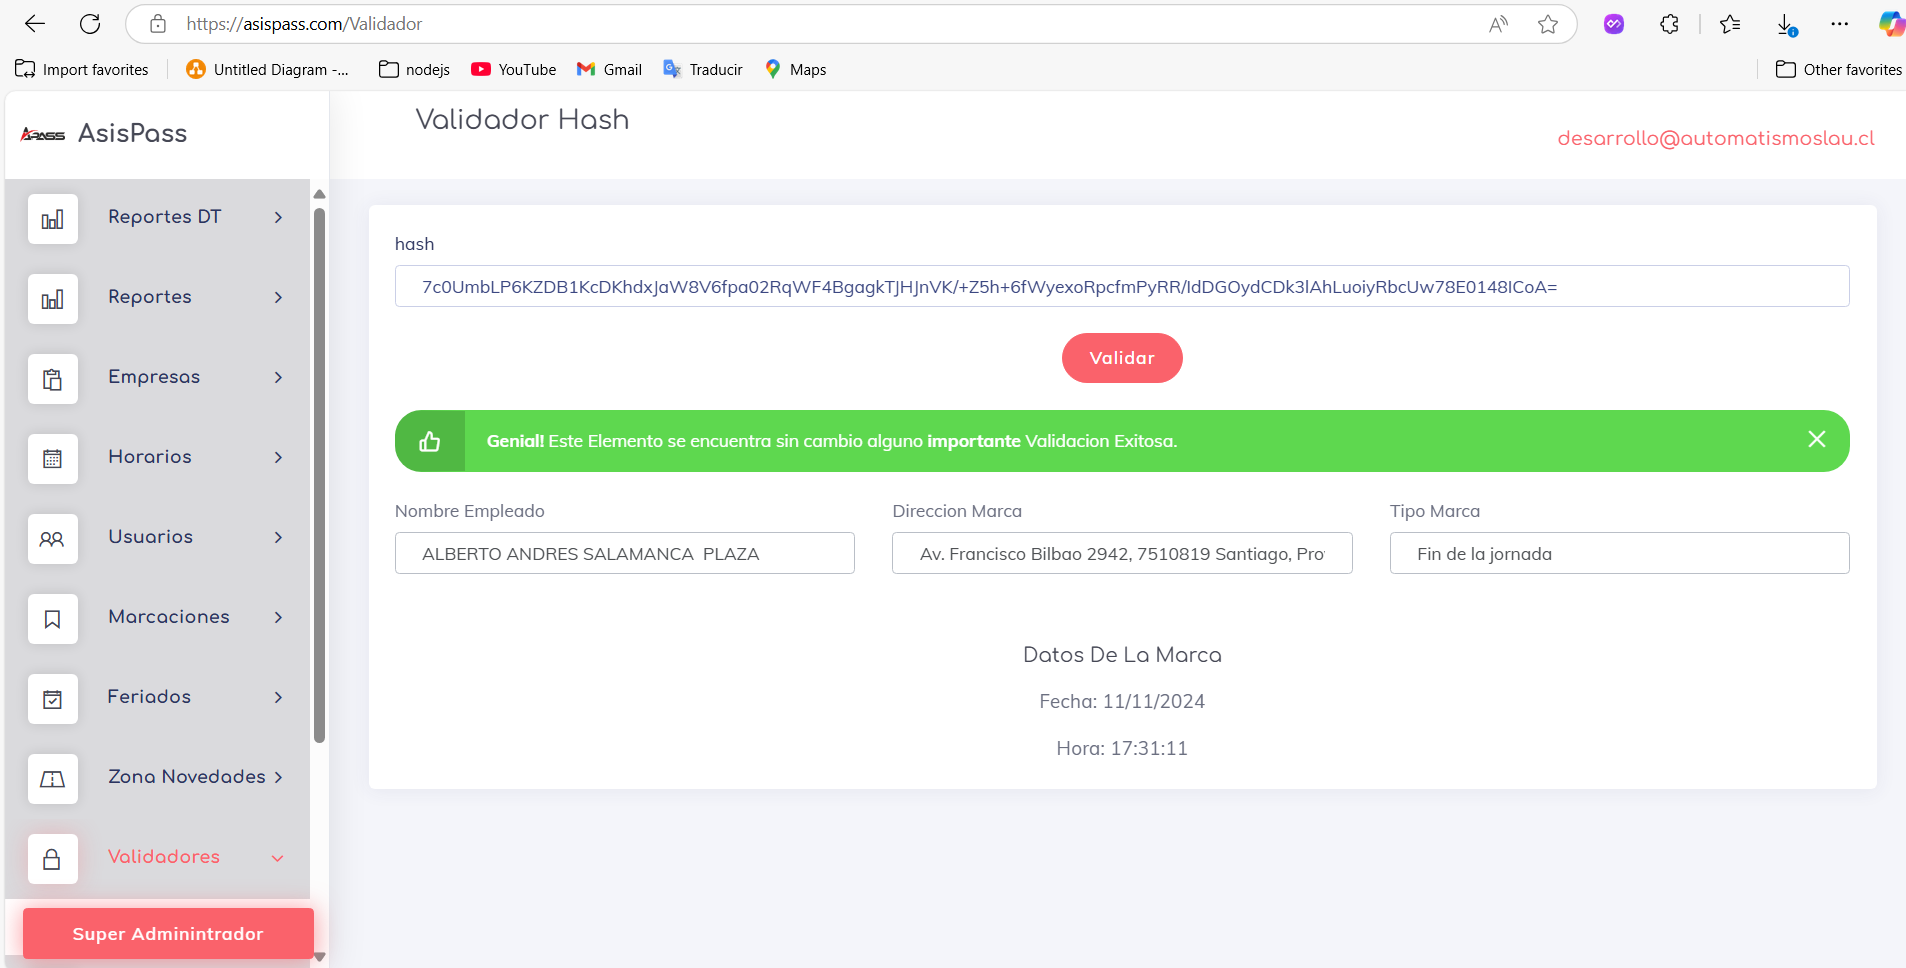 https://asispass.com/Validador
Import favorites
Untitled Diagram -...
nodejs
YouTube
Gmail
Traducir
Maps
Other favorites
APASS AsisPass
Validador Hash
desarrollo@automatismoslau.cl
Reportes DT
Reportes
Empresas
Horarios
Usuarios
Marcaciones
Feriados
Zona Novedades
Validadores
Super Adminintrador
hash
7c0UmbLP6KZDB1KcDKhdxJaW8V6fpa02RqWF4BgagkTJHJnVK/+Z5h+6fWyexoRpcfmPyRR/IdDGOydCDk3lAhLuoiyRbcUw78E0148ICoA=
Validar
Genial! Este Elemento se encuentra sin cambio alguno importante Validacion Exitosa.
Nombre Empleado
ALBERTO ANDRES SALAMANCA  PLAZA
Direccion Marca
Av. Francisco Bilbao 2942, 7510819 Santiago, Pro
Tipo Marca
Fin de la jornada
Datos De La Marca
Fecha: 11/11/2024
Hora: 17:31:11